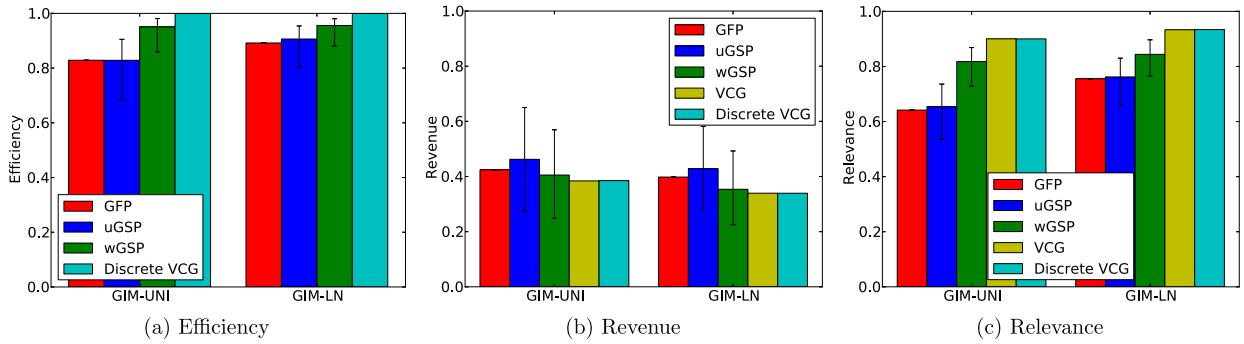 1.0
0.8
0.6
0.4
0.2
0.0
Efficiency
GFP
uGSP
wGSP
Discrete VCG
GIM-UNI
GIM-LN
(a) Efficiency
1.0
0.8
0.6
0.4
0.2
0.0
Revenue
GFP
uGSP
wGSP
VCG
Discrete VCG
GIM-UNI
GIM-LN
(b) Revenue
1.0
0.8
0.6
0.4
0.2
0.0
Relevance
GFP
uGSP
wGSP
VCG
Discrete VCG
GIM-UNI
GIM-LN
(c) Relevance